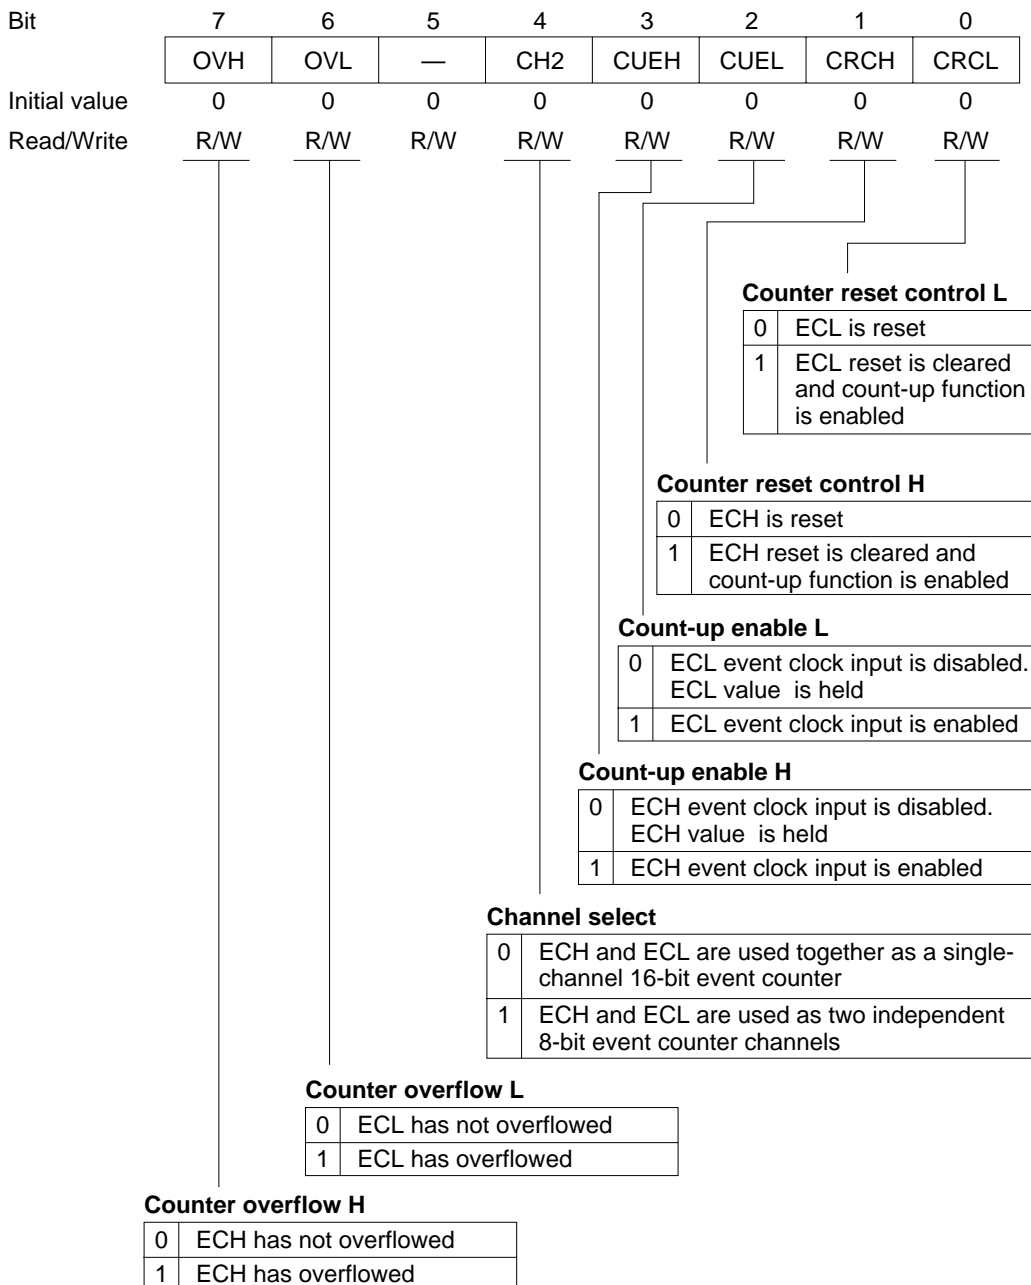 Bit 7 6 5 4 3 2 1 0
OVH OVL — CH2 CUEH CUEL CRCH CRCL
Initial value 0 0 0 0 0 0 0 0
Read/Write R/W R/W R/W R/W R/W R/W R/W R/W
Counter reset control L
0 ECL is reset
1 ECL reset is cleared
and count-up function
is enabled
Counter reset control H
0 ECH is reset
1 ECH reset is cleared and
count-up function is enabled
Count-up enable L
0 ECL event clock input is disabled.
ECL value is held
1 ECL event clock input is enabled
Count-up enable H
0 ECH event clock input is disabled.
ECH value is held
1 ECH event clock input is enabled
Channel select
0 ECH and ECL are used together as a single-
channel 16-bit event counter
1 ECH and ECL are used as two independent
8-bit event counter channels
Counter overflow L
0 ECL has not overflowed
1 ECL has overflowed
Counter overflow H
0 ECH has not overflowed
1 ECH has overflowed